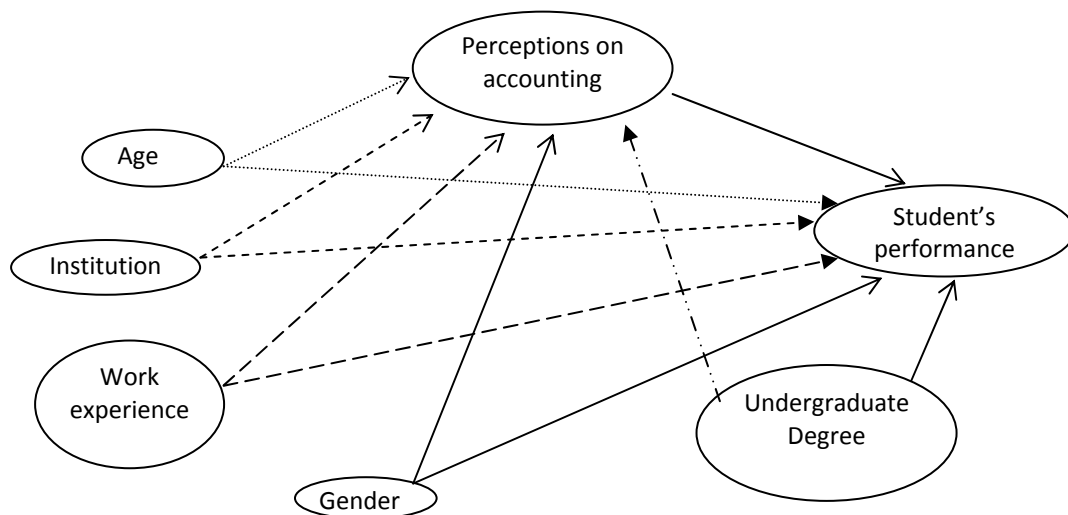 Perceptions on
accounting
Age
Student’s
performance
Institution
Work
experience
Undergraduate
Degree
Gender